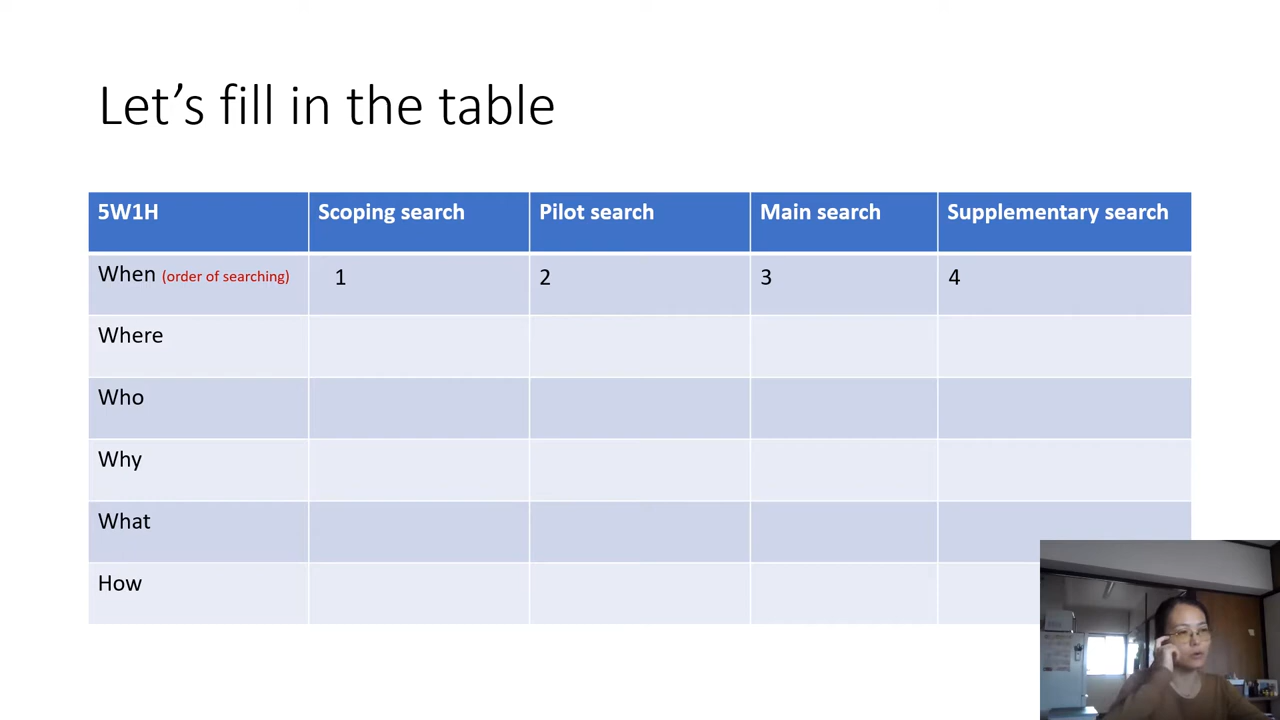 Let's fill in the table
5W1H Scoping search Pilot search Main search Supplementary search
When (order of searching) 1 2 3 4
Where
Who
Why
What
How